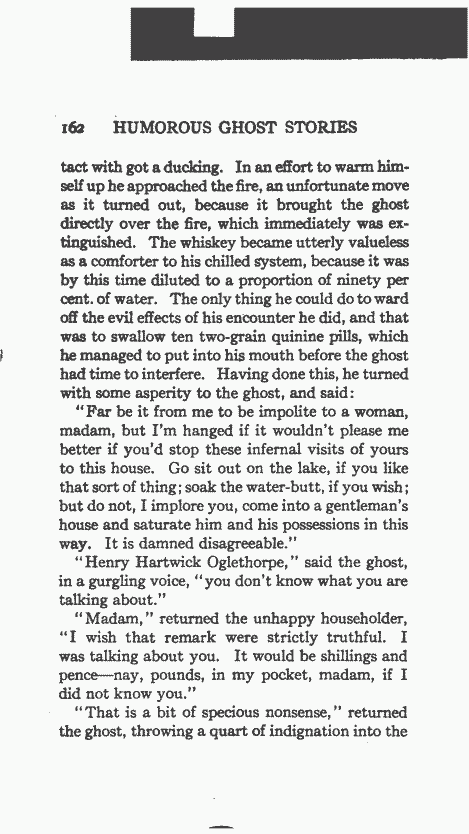 162 HUMOROUS GHOST STORIES
tact with got a ducking. In an effort to warm him-
self up he approached the fire, an unfortunate move
as it turned out, because it brought the ghost
directly over the fire, which immediately was ex-
tinguished. The whiskey became utterly valueless
as a comforter to his chilled system, because it was
by this time diluted to a proportion of ninety per
cent. of water. The only thing he could do to ward
off the evil effects of his encounter he did, and that
was to swallow ten two-grain quinine pills, which
he managed to put into his mouth before the ghost
had time to interfere. Having done this, he turned
with some asperity to the ghost, and said:
"Far be it from me to be impolite to a woman,
madam, but I'm hanged if it wouldn't please me
better if you'd stop these infernal visits of yours
to this house. Go sit out on the lake, if you like
that sort of thing; soak the water-butt, if you wish;
but do not, I implore you, come into a gentleman's
house and saturate him and his possessions in this
way. It is damned disagreeable."
"Henry Hartwick Oglethorpe," said the ghost,
in a gurgling voice, "you don't know what you are
talking about."
"Madam," returned the unhappy householder,
"I wish that remark were strictly truthful. I
was talking about you. It would be shillings and
pence—nay, pounds, in my pocket, madam, if I
did not know you."
"That is a bit of specious nonsense," returned
the ghost, throwing a quart of indignation into the